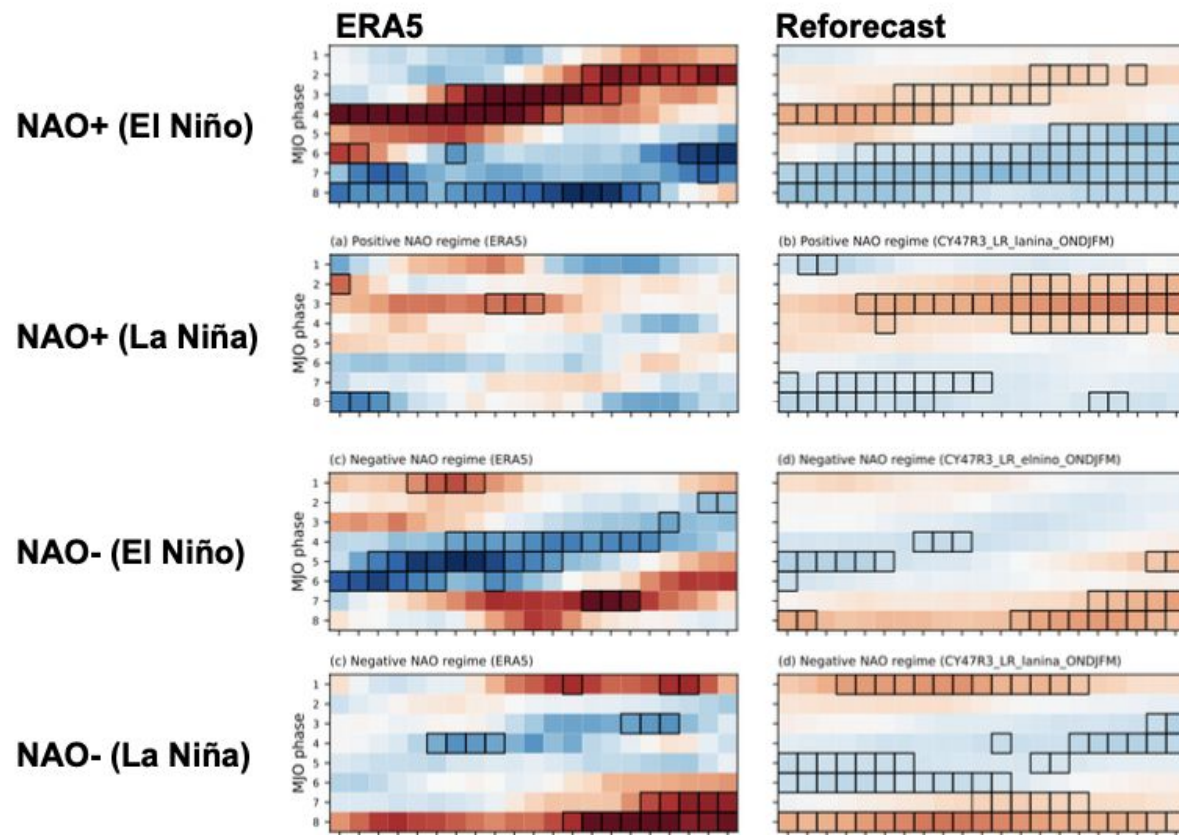 ERA5
Reforecast
NAO+ (El Niño)
MJO phase
1
2
3
4
5
6
7
8
(a) Positive NAO regime (ERA5)
(b) Positive NAO regime (CY47R3_LR_lanina_ONDJFM)
NAO+ (La Niña)
MJO phase
1
2
3
4
5
6
7
8
(c) Negative NAO regime (ERA5)
(d) Negative NAO regime (CY47R3_LR_elnino_ONDJFM)
NAO- (El Niño)
MJO phase
1
2
3
4
5
6
7
8
(c) Negative NAO regime (ERA5)
(d) Negative NAO regime (CY47R3_LR_lanina_ONDJFM)
NAO- (La Niña)
MJO phase
1
2
3
4
5
6
7
8